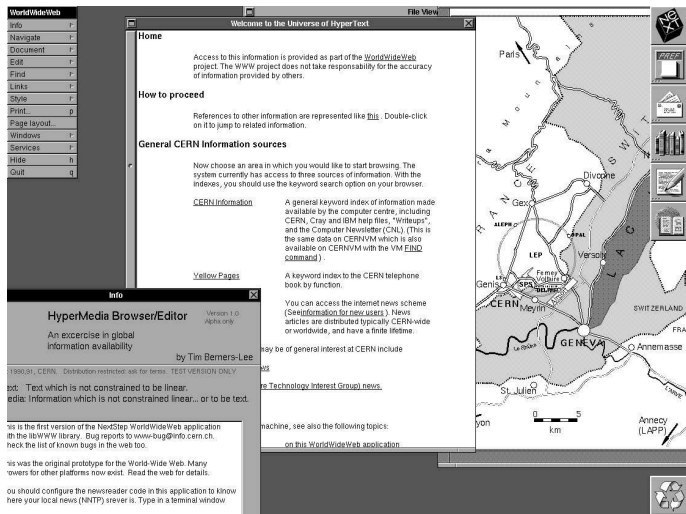 WorldWideWeb
Info
Navigate
Document
Edit
Find
Links
Style
Print... p
Page layout...
Windows
Services
Hide h
Quit q
File View
Welcome to the Universe of HyperText
Home
Access to this information is provided as part of the WorldWideWeb
project. The WWW project does not take responsability for the accuracy
of information provided by others.
How to proceed
References to other information are represented like this . Double-click
on it to jump to related information.
General CERN Information sources
Now choose an area in which you would like to start browsing. The
system currently has access to three sources of information. With the
indexes, you should use the keyword search option on your browser.
CERN Information
A general keyword index of information made
available by the computer centre, including
CERN, Cray and IBM help files, "Writeups",
and the Computer Newsletter (CNL). (This is
the same data on CERNVM which is also
available on CERNVM with the VM FIND
command ) .
Yellow Pages
A keyword index to the CERN telephone
book by function.
You can access the internet news scheme
(Seeinformation for new users ). News
articles are distributed typically CERN-wide
or worldwide, and have a finite lifetime.
may be of general interest at CERN include
ws
re Technology Interest Group) news.
machine, see also the following topics:
on this WorldWideWeb application
Info
HyperMedia Browser/Editor
Version 1.0
Alpha only
An excercise in global
information availability
by Tim Berners-Lee
1990,91, CERN. Distribution restricted: ask for terms. TEST VERSION ONLY
ext: Text which is not constrained to be linear.
edia: Information which is not constrained linear... or to be text.
his is the first version of the NextStep WorldWideWeb application
ith the libWWW library. Bug reports to www-bug@info.cern.ch.
heck the list of known bugs in the web too.
his was the original prototype for the World-Wide Web. Many
rowsers for other platforms now exist. Read the web for details.
ou should configure the newsreader code in this application to know
here your local news (NNTP) srever is. Type in a terminal window
Paris
FRANCE
SWIT
Divonne
Gex
ALEPH
OPAL
LEP
Versoix
LAC
Ferney
Voltaire
L3
SPS
DELPHI
Genis
CERN
Meyrin
SWITZERLAND
FRA
GENEVA
Le Rhône
Annemasse
St. Julien
L'ARVE
yon
0 5
km
Annecy
(LAPP)
NEXT
PREF